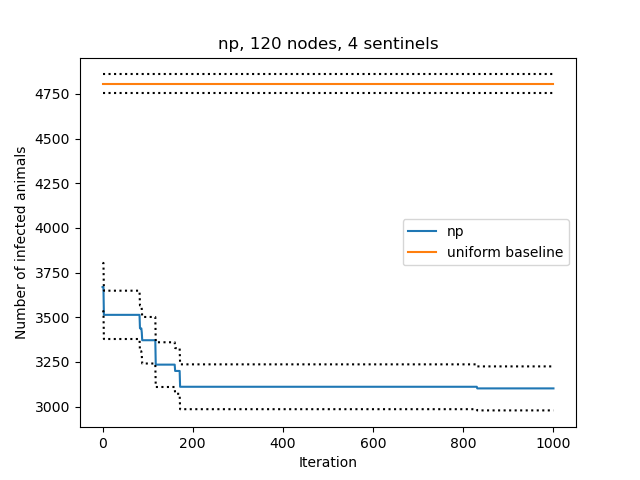 np, 120 nodes, 4 sentinels
Number of infected animals
4750
4500
4250
4000
3750
3500
3250
3000
np
uniform baseline
0
200
400
600
800
1000
Iteration